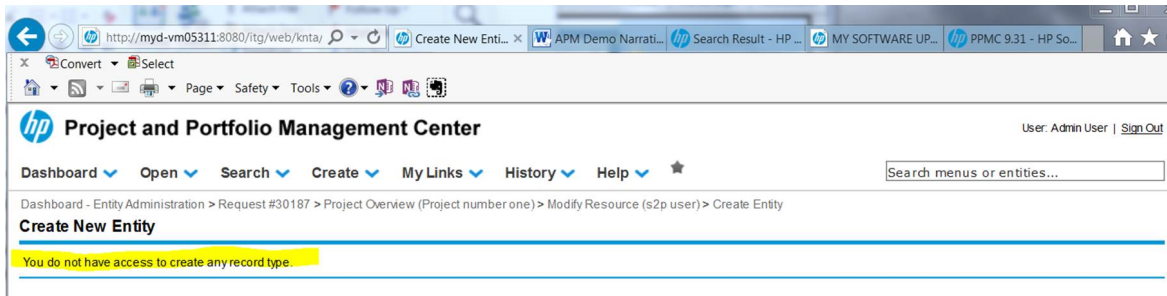 http://myd-vm05311:8080/itg/web/knta/ Create New Enti... APM Demo Narrati... Search Result - HP ... MY SOFTWARE UP... PPMC 9.31 - HP So...
x Convert Select
Page Safety Tools
hp Project and Portfolio Management Center User: Admin User | Sign Out
Dashboard Open Search Create My Links History Help Search menus or entities...
Dashboard - Entity Administration > Request #30187 > Project Overview (Project number one) > Modify Resource (s2p user) > Create Entity
Create New Entity
You do not have access to create any record type.